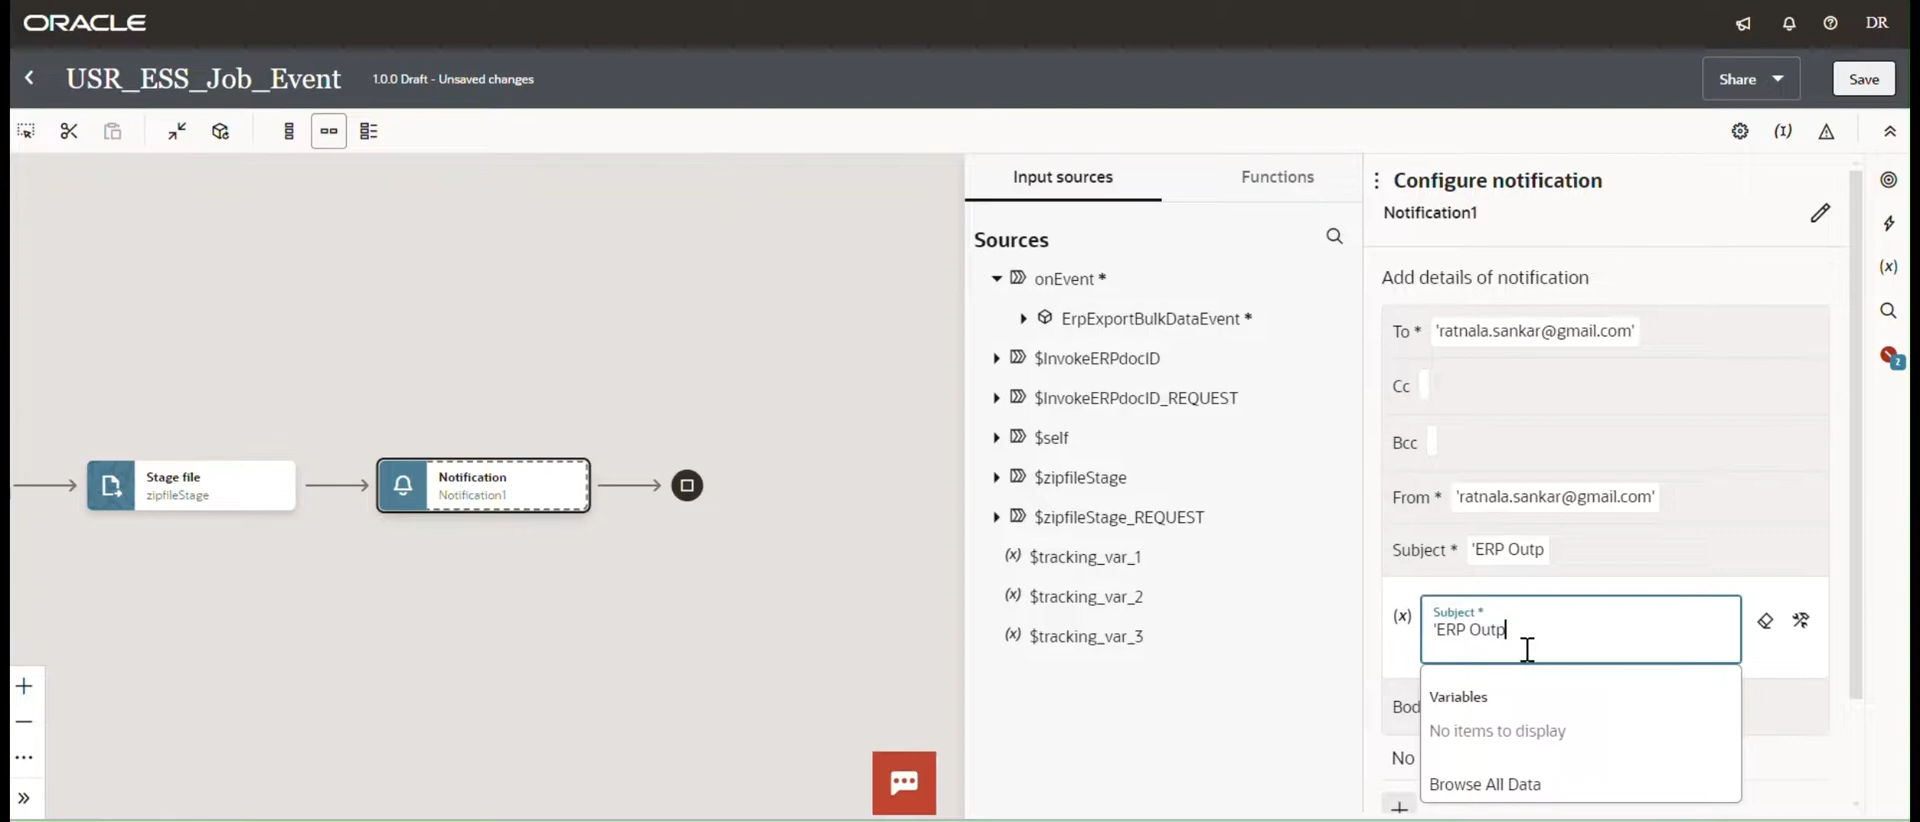 ORACLE
DR
USR_ESS_Job_Event
1.0.0 Draft - Unsaved changes
Share
Save
(x)
Stage file
zipfileStage
Notification
Notification1
Input sources
Functions
Sources
onEvent *
ErpExportBulkDataEvent *
$InvokeERPdocID
$InvokeERPdocID_REQUEST
$self
$zipfileStage
$zipfileStage_REQUEST
(x) $tracking_var_1
(x) $tracking_var_2
(x) $tracking_var_3
Configure notification
Notification1
Add details of notification
To * 'ratnala.sankar@gmail.com'
Cc
Bcc
From * 'ratnala.sankar@gmail.com'
Subject * 'ERP Outp
(x)
Subject *
'ERP Outp
Bod
Variables
No items to display
No
Browse All Data
2